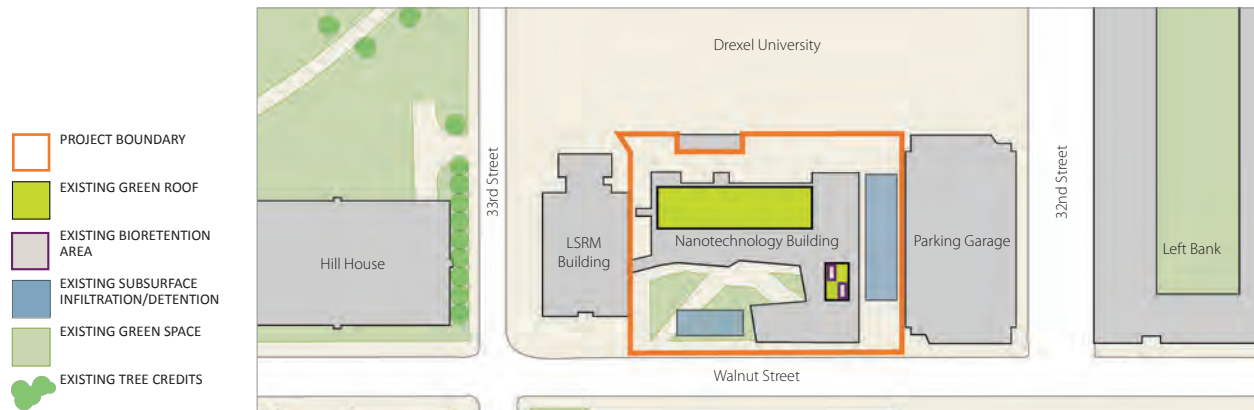 PROJECT BOUNDARY
EXISTING GREEN ROOF
EXISTING BIORETENTION
AREA
EXISTING SUBSURFACE
INFILTRATION/DETENTION
EXISTING GREEN SPACE
EXISTING TREE CREDITS
Drexel University
33rd Street
32nd Street
Hill House
LSRM
Building
Nanotechnology Building
Parking Garage
Left Bank
Walnut Street